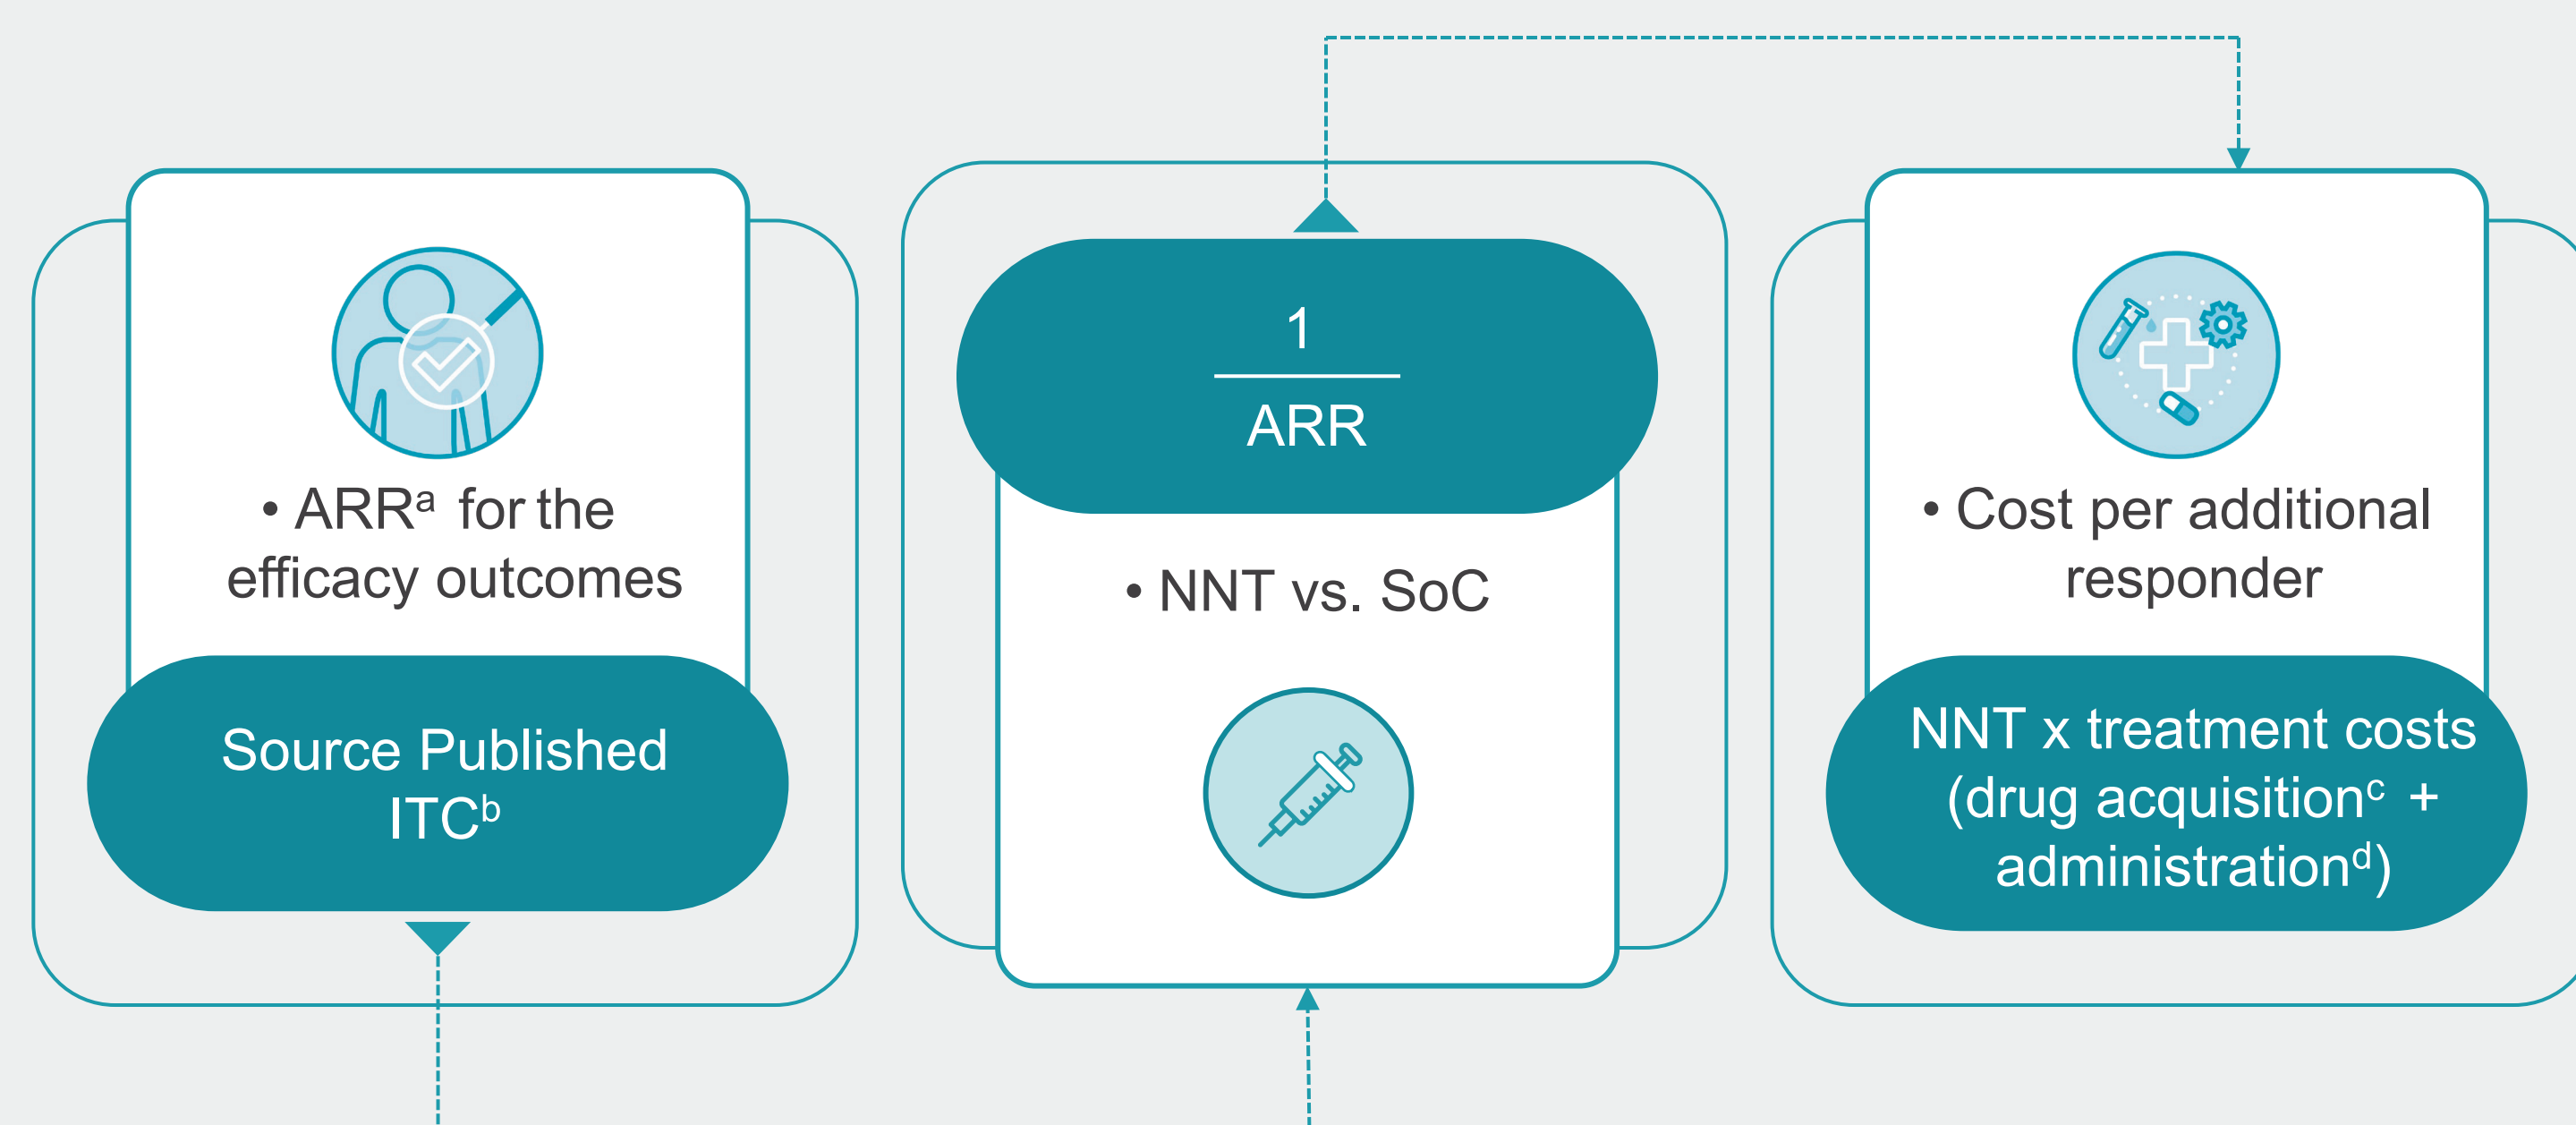 • ARRᵃ for the
efficacy outcomes
Source Published
ITCᵇ
1
ARR
• NNT vs. SoC
• Cost per additional
responder
NNT x treatment costs
(drug acquisitionᶜ +
administrationᵈ)